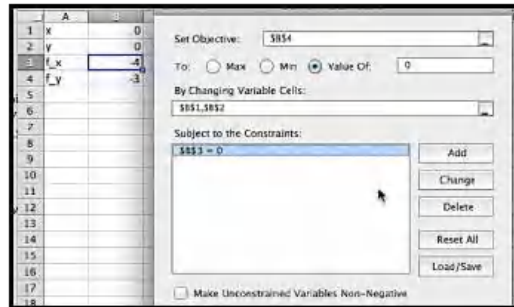 A B
1 x 0
2 y 0
3 f_x -4
4 f_y -3
5
6
7
8
9
10
11
12
13
14
15
16
17
18
Set Objective: $B$4
To: Max Min Value Of: 0
By Changing Variable Cells:
$B$1,$B$2
Subject to the Constraints:
$B$3 = 0
Add
Change
Delete
Reset All
Load/Save
Make Unconstrained Variables Non-Negative